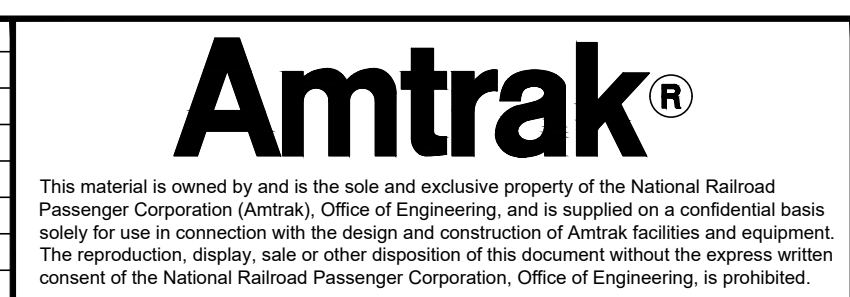 Amtrak®
This material is owned by and is the sole and exclusive property of the National Railroad
Passenger Corporation (Amtrak), Office of Engineering, and is supplied on a confidential basis
solely for use in connection with the design and construction of Amtrak facilities and equipment.
The reproduction, display, sale or other disposition of this document without the express written
consent of the National Railroad Passenger Corporation, Office of Engineering, is prohibited.